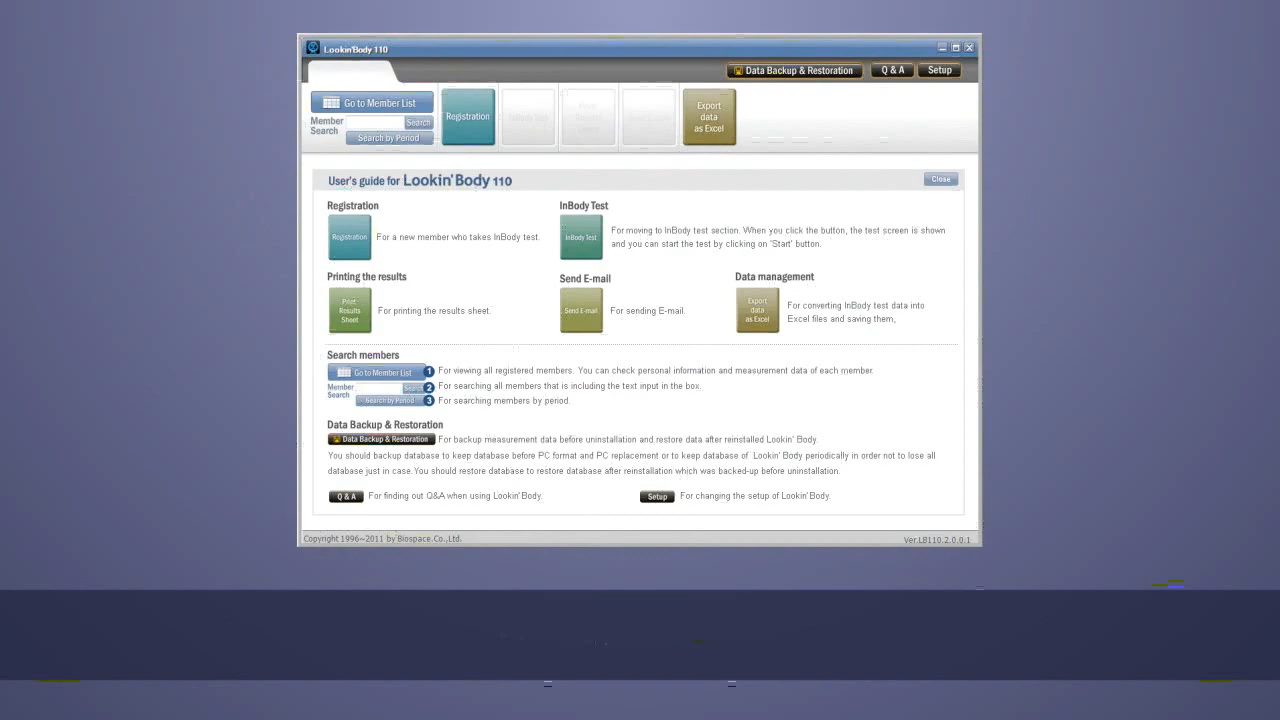 Lookin'Body 110
Data Backup & Restoration
Q & A
Setup
Go to Member List
Member
Search
Search
Search by Period
Registration
Export
data
as Excel
User's guide for Lookin'Body 110
Close
Registration
Registration
For a new member who takes InBody test.
InBody Test
InBody Test
For moving to InBody test section. When you click the button, the test screen is shown
and you can start the test by clicking on 'Start' button.
Printing the results
Print
Results
Sheet
For printing the results sheet.
Send E-mail
Send E-mail
For sending E-mail.
Data management
Export
data
as Excel
For converting InBody test data into
Excel files and saving them,
Search members
Go to Member List
1
For viewing all registered members. You can check personal information and measurement data of each member.
Member
Search
Search
2
For searching all members that is including the text input in the box.
Search by Period
3
For searching members by period.
Data Backup & Restoration
Data Backup & Restoration
For backup measurement data before uninstallation and restore data after reinstalled Lookin'Body.
You should backup database to keep database before PC format and PC replacement or to keep database of Lookin'Body periodically in order not to lose all
database just in case. You should restore database to restore database after reinstallation which was backed-up before uninstallation.
Q & A
For finding out Q&A when using Lookin'Body.
Setup
For changing the setup of Lookin'Body.
Copyright 1996~2011 by Biospace.Co.,Ltd.
Ver.LB110.2.0.0.1